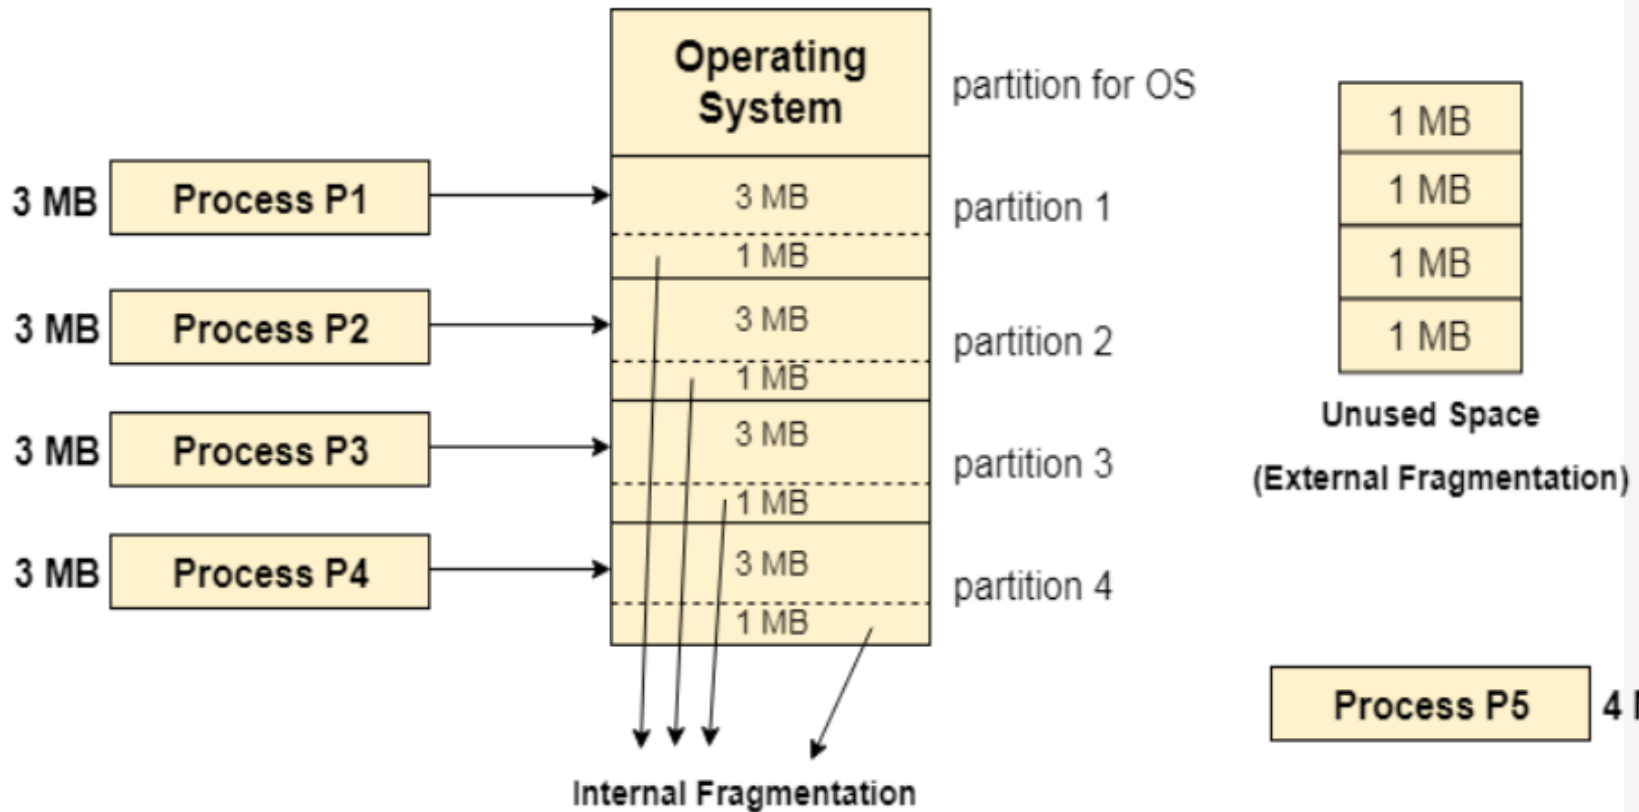 Operating
System
partition for OS
3 MB Process P1
3 MB
partition 1
1 MB
3 MB Process P2
3 MB
partition 2
1 MB
3 MB Process P3
3 MB
partition 3
1 MB
3 MB Process P4
3 MB
partition 4
1 MB
Internal Fragmentation
1 MB
1 MB
1 MB
1 MB
Unused Space
(External Fragmentation)
Process P5 4